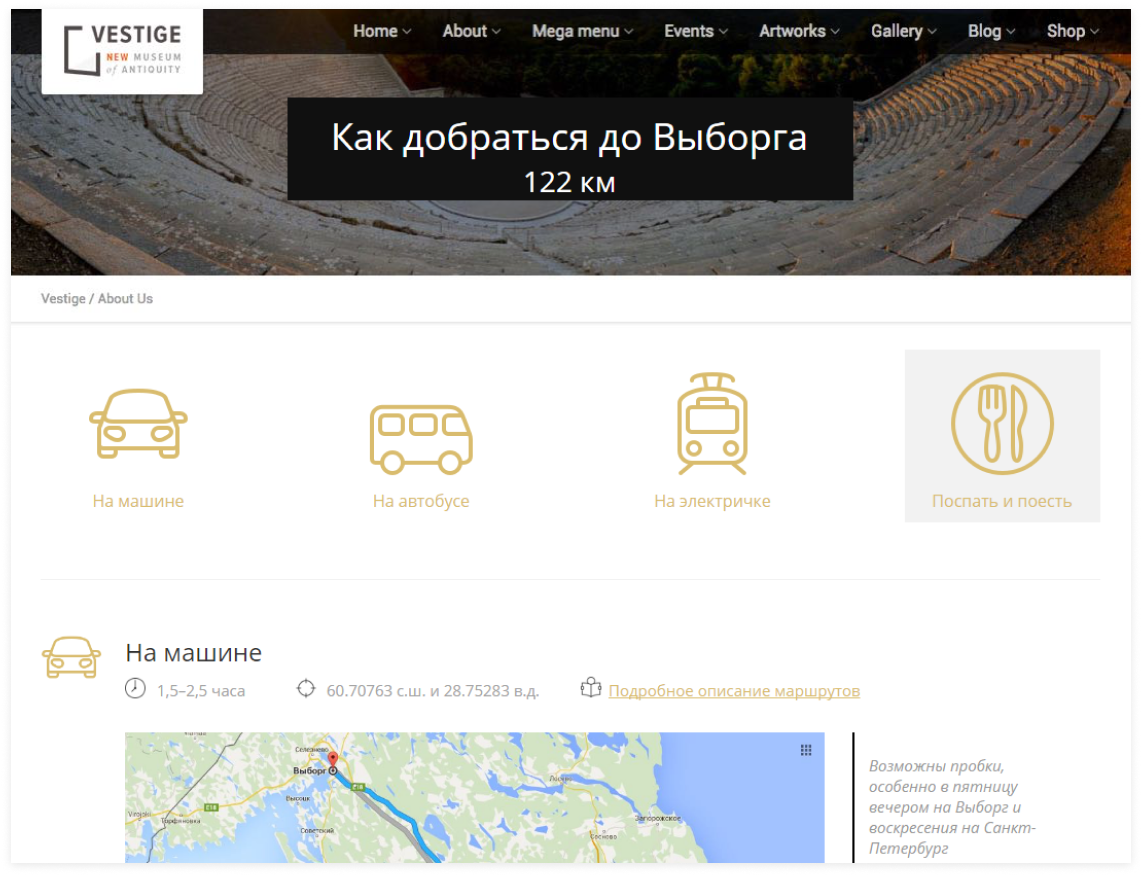 VESTIGE
NEW MUSEUM
of ANTIQUITY
Home About Mega menu Events Artworks Gallery Blog Shop
Как добраться до Выборга
122 км
Vestige / About Us
На машине На автобусе На электричке Поспать и поесть
На машине
1,5–2,5 часа 60.70763 с.ш. и 28.75283 в.д. Подробное описание маршрутов
Селезнево
Выборг
E18
Высоцк
E18
Virojoki
Торфяновка
Советский
Запорожское
Сосново
Возможны пробки,
особенно в пятницу
вечером на Выборг и
воскресения на Санкт-
Петербург